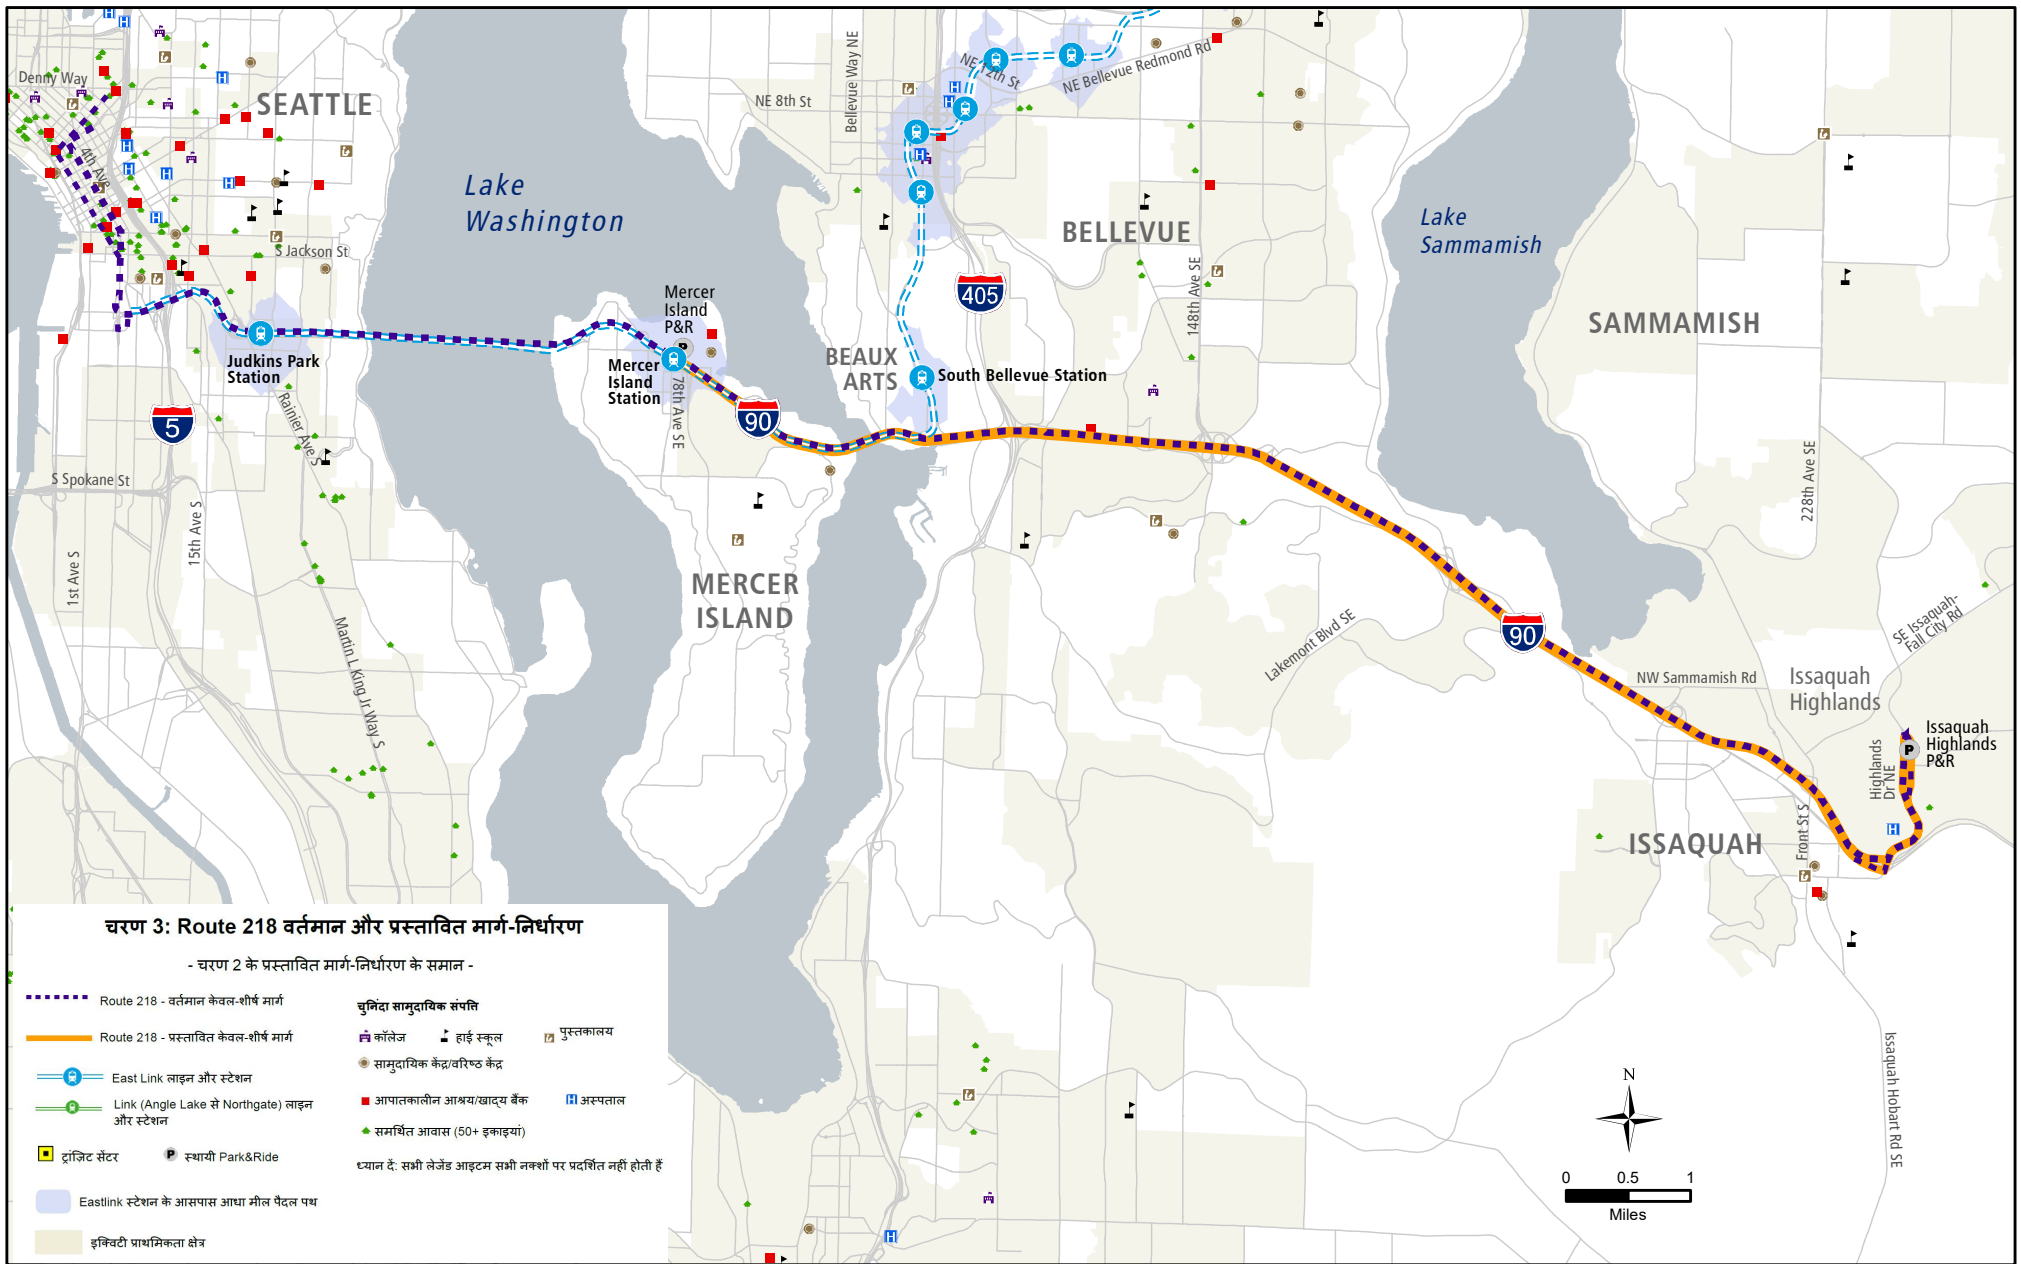 Denny Way
SEATTLE
4th Ave
S Jackson St
Judkins Park
Station
5
Rainier Ave S
S Spokane St
15th Ave S
1st Ave S
Martin L King Jr Way S
Lake
Washington
Mercer
Island
P&R
P
Mercer
Island
Station
78th Ave SE
90
MERCER
ISLAND
Bellevue Way NE
NE 8th St
NE 12th St
NE Bellevue Redmond Rd
BELLEVUE
405
148th Ave SE
BEAUX
ARTS
South Bellevue Station
Lake
Sammamish
SAMMAMISH
228th Ave SE
Lakemont Blvd SE
90
SE Issaquah-
Fall City Rd
NW Sammamish Rd
Issaquah
Highlands
Issaquah
Highlands
P&R
P
Highlands
Dr NE
Front St S
ISSAQUAH
Issaquah Hobart Rd SE
N
0 0.5 1
Miles
चरण 3: Route 218 वर्तमान और प्रस्तावित मार्ग-निर्धारण
- चरण 2 के प्रस्तावित मार्ग-निर्धारण के समान -
Route 218 - वर्तमान केवल-शीर्ष मार्ग
Route 218 - प्रस्तावित केवल-शीर्ष मार्ग
East Link लाइन और स्टेशन
Link (Angle Lake से Northgate) लाइन
और स्टेशन
ट्रांज़िट सेंटर
P स्थायी Park&Ride
Eastlink स्टेशन के आसपास आधा मील पैदल पथ
इक्विटी प्राथमिकता क्षेत्र
चुनिंदा सामुदायिक संपत्ति
कॉलेज हाई स्कूल पुस्तकालय
सामुदायिक केंद्र/वरिष्ठ केंद्र
आपातकालीन आश्रय/खाद्य बैंक H अस्पताल
समर्थित आवास (50+ इकाइयां)
ध्यान दें: सभी लेजेंड आइटम सभी नक्शों पर प्रदर्शित नहीं होती हैं